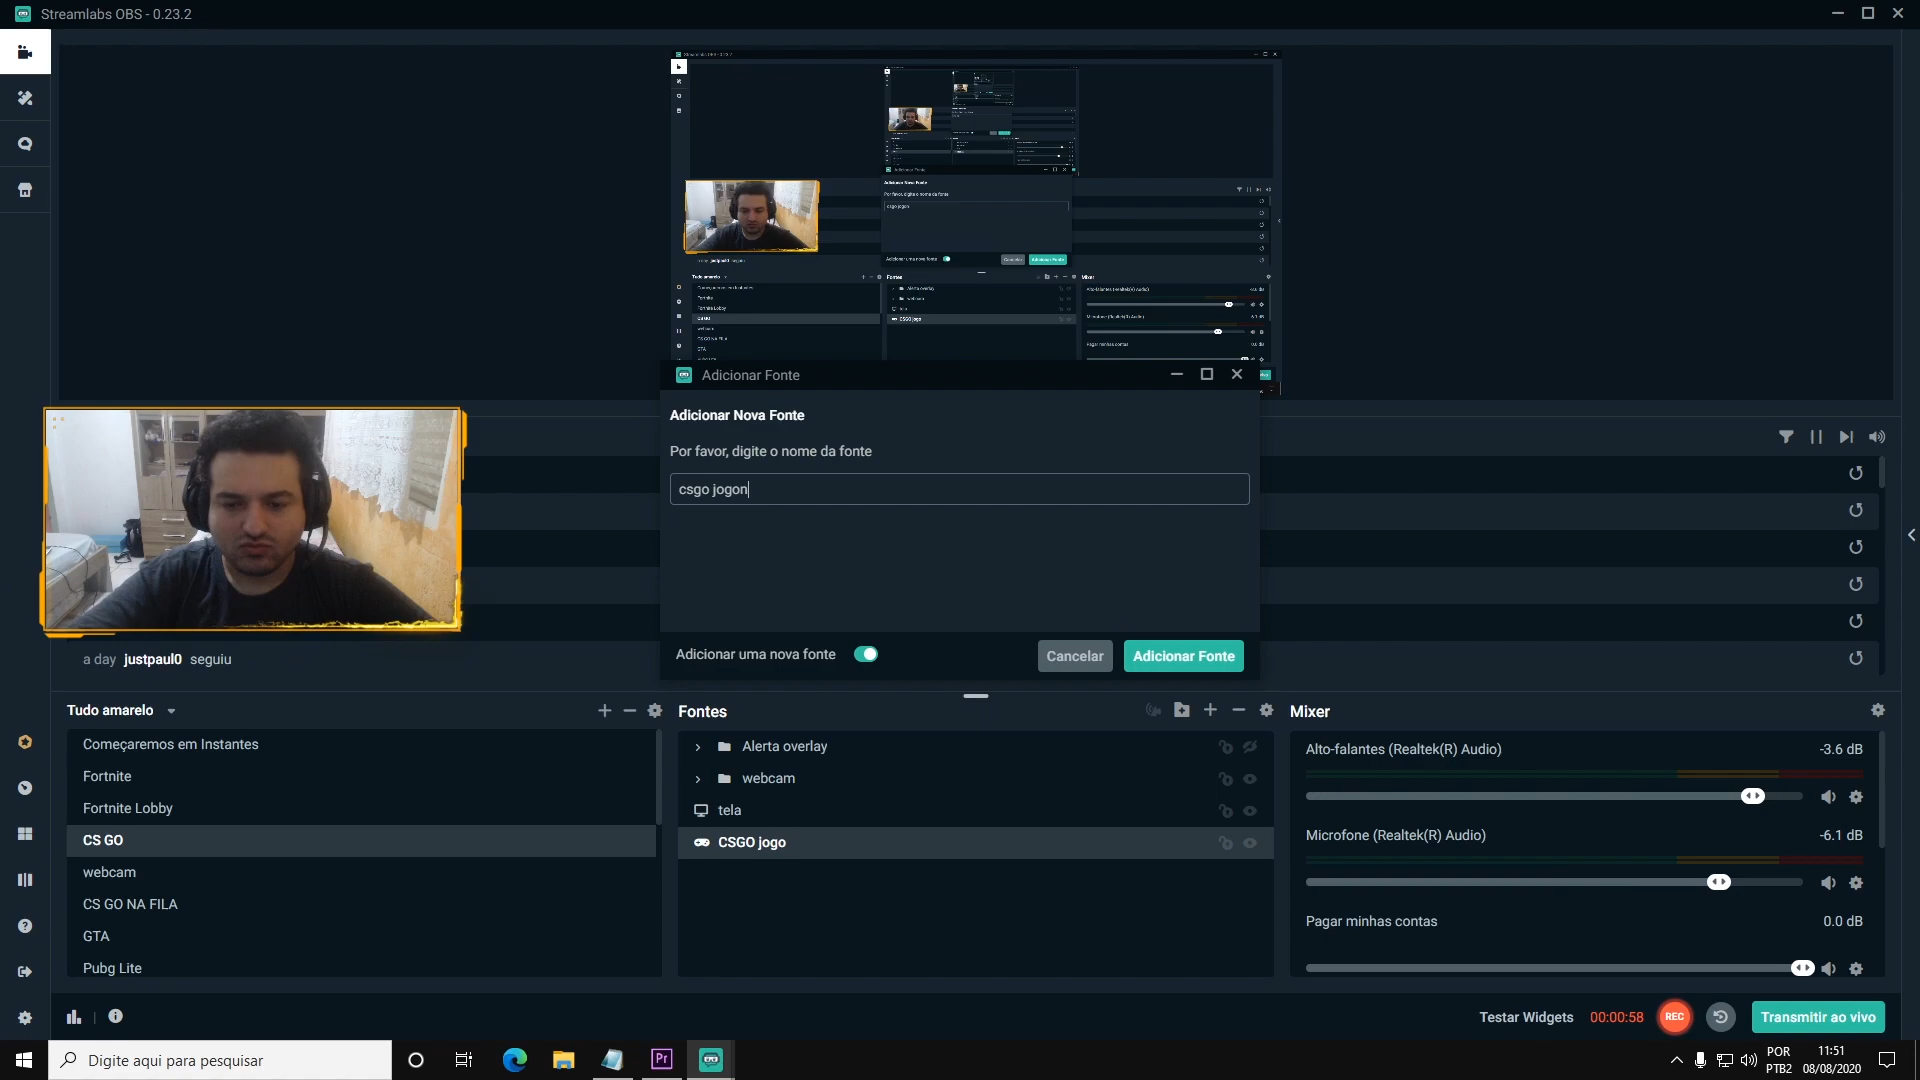 Streamlabs OBS - 0.23.2
Adicionar Fonte
Adicionar Nova Fonte
Por favor, digite o nome da fonte
csgo jogon
Adicionar uma nova fonte
Cancelar
Adicionar Fonte
a day justpaul0 seguiu
Tudo amarelo
Começaremos em Instantes
Fortnite
Fortnite Lobby
CS GO
webcam
CS GO NA FILA
GTA
Pubg Lite
Fontes
Alerta overlay
webcam
tela
CSGO jogo
Mixer
Alto-falantes (Realtek(R) Audio) -3.6 dB
Microfone (Realtek(R) Audio) -6.1 dB
Pagar minhas contas 0.0 dB
Testar Widgets 00:00:58 REC Transmitir ao vivo
Digite aqui para pesquisar
Pr
POR
PTB2
11:51
08/08/2020